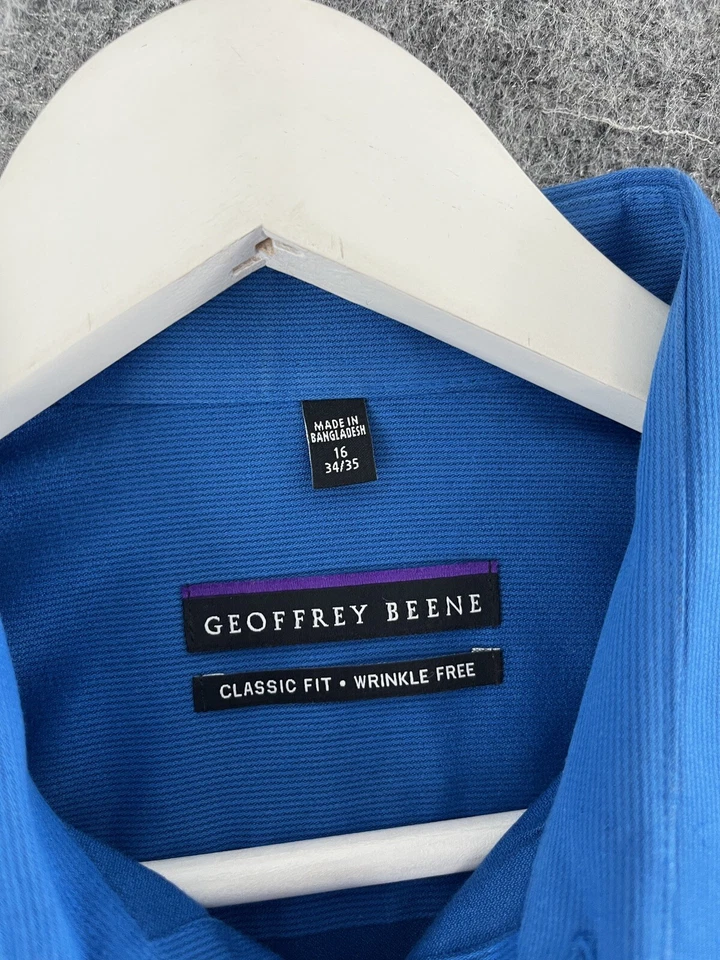 MADE IN
BANGLADESH
16
34/35
GEOFFREY BEENE
CLASSIC FIT • WRINKLE FREE